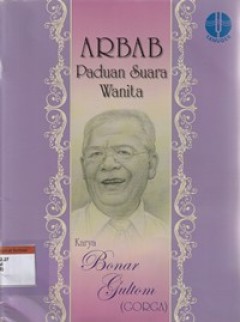 ARBAB
Paduan Suara
Wanita
Karya
Bonar
Gultom
(GORGA)